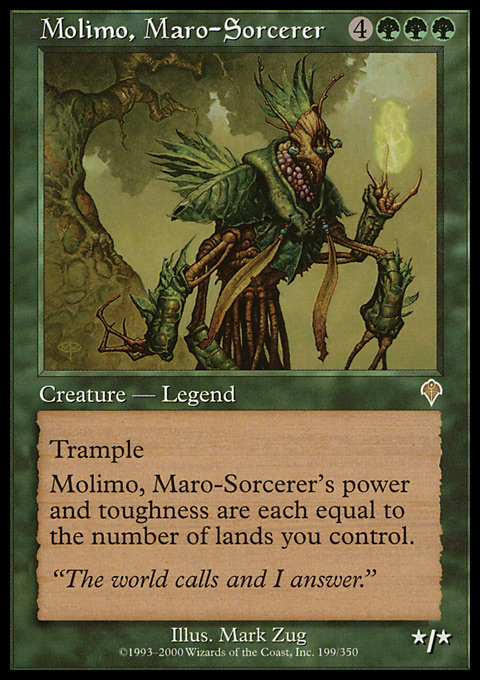 Molimo, Maro-Sorcerer 4
Creature — Legend
Trample
Molimo, Maro-Sorcerer's power
and toughness are each equal to
the number of lands you control.
“The world calls and I answer.”
Illus. Mark Zug
©1993–2000 Wizards of the Coast, Inc. 199/350
★/★